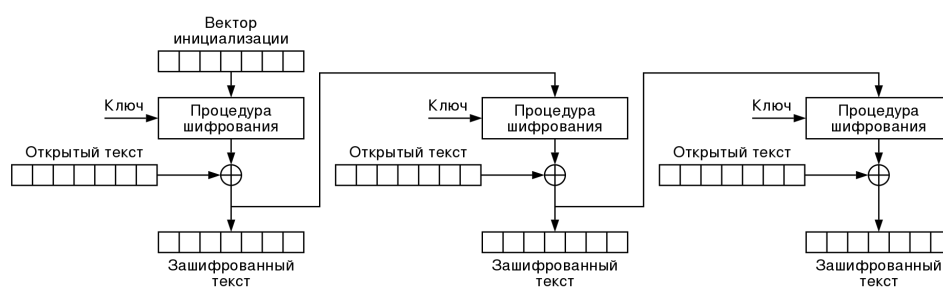 Вектор
инициализации
Ключ
Процедура
шифрования
Ключ
Процедура
шифрования
Ключ
Процедура
шифрования
Открытый текст
Открытый текст
Открытый текст
Зашифрованный
текст
Зашифрованный
текст
Зашифрованный
текст